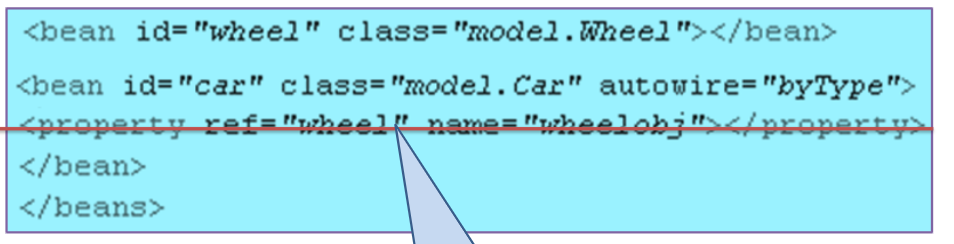 <bean id="wheel" class="model.Wheel"></bean>
<bean id="car" class="model.Car" autowire="byType">
<property ref="wheel" name="wheelobj"></property>
</bean>
</beans>